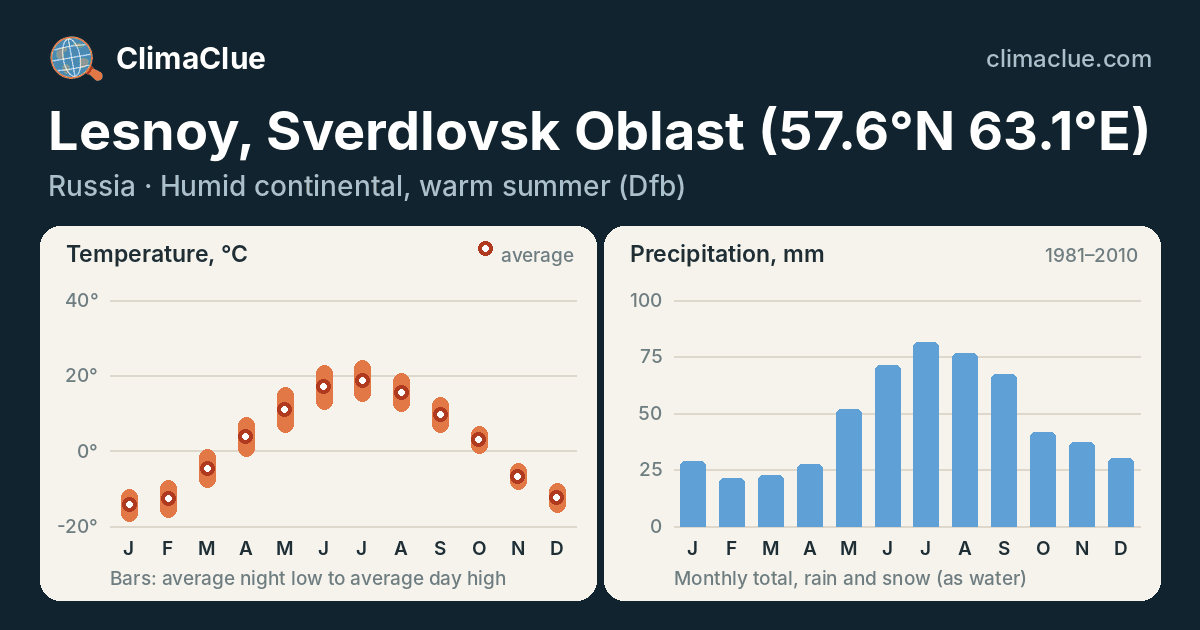 ClimaClue
climaclue.com
Lesnoy, Sverdlovsk Oblast (57.6°N 63.1°E)
Russia · Humid continental, warm summer (Dfb)
Temperature, °C
average
40°
20°
0°
-20°
J F M A M J J A S O N D
Bars: average night low to average day high
Precipitation, mm
1981–2010
100
75
50
25
0
J F M A M J J A S O N D
Monthly total, rain and snow (as water)